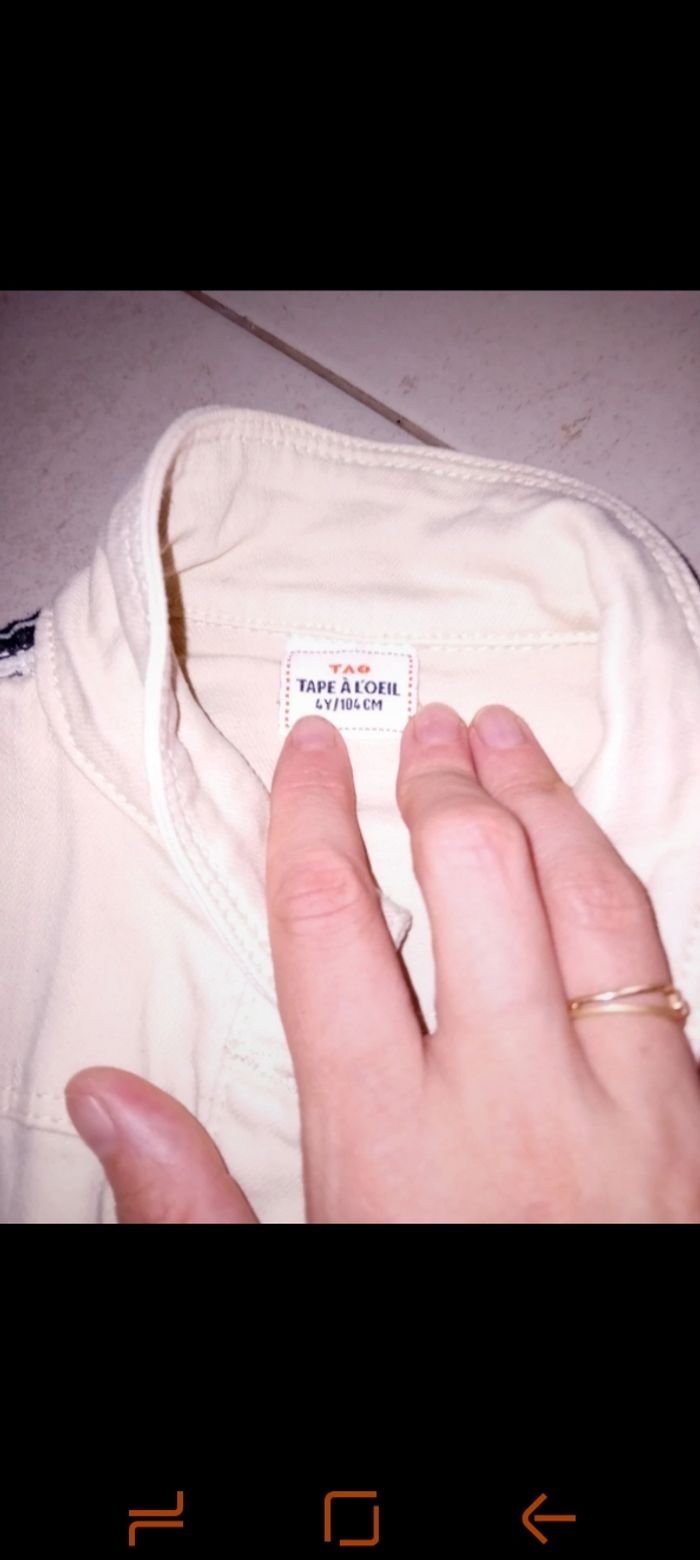 TAO
TAPE À L'OEIL
4Y/104 CM